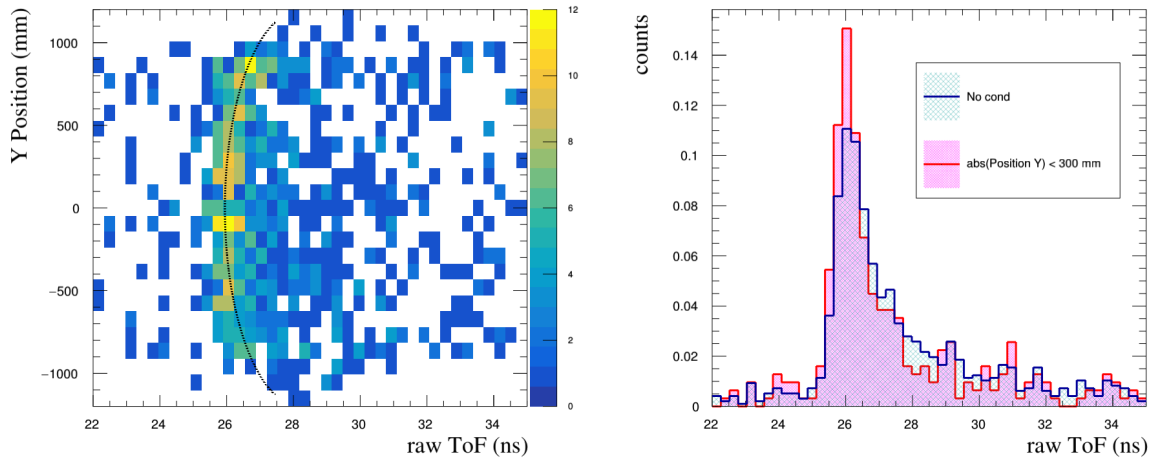 Y Position (mm)
1000
500
0
−500
−1000
22 24 26 28 30 32 34
raw ToF (ns)
12
10
8
6
4
2
0
counts
0.14
0.12
0.1
0.08
0.06
0.04
0.02
0
22 24 26 28 30 32 34
raw ToF (ns)
No cond
abs(Position Y) < 300 mm